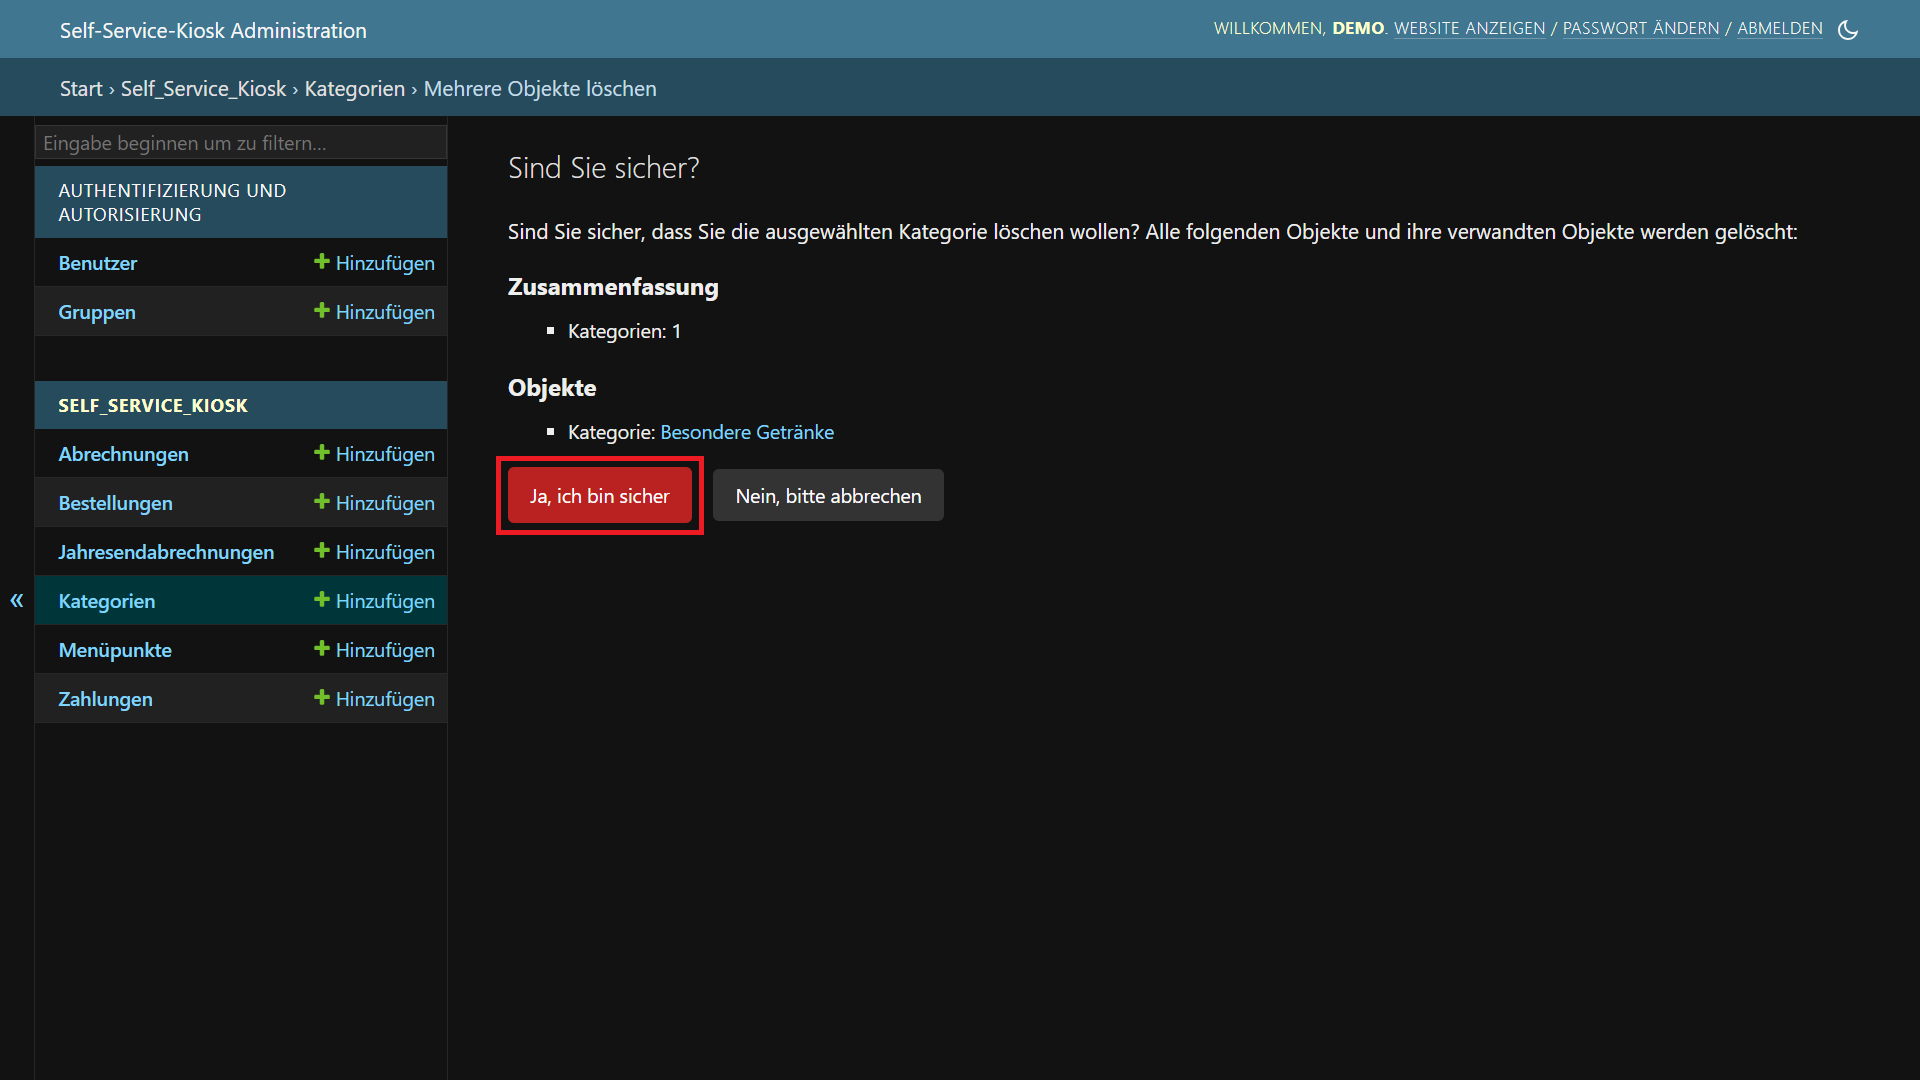 Self-Service-Kiosk Administration
WILLKOMMEN, DEMO. WEBSITE ANZEIGEN / PASSWORT ÄNDERN / ABMELDEN
Start › Self_Service_Kiosk › Kategorien › Mehrere Objekte löschen
Eingabe beginnen um zu filtern...
AUTHENTIFIZIERUNG UND
AUTORISIERUNG
Benutzer Hinzufügen
Gruppen Hinzufügen
SELF_SERVICE_KIOSK
Abrechnungen Hinzufügen
Bestellungen Hinzufügen
Jahresendabrechnungen Hinzufügen
« Kategorien Hinzufügen
Menüpunkte Hinzufügen
Zahlungen Hinzufügen
Sind Sie sicher?
Sind Sie sicher, dass Sie die ausgewählten Kategorie löschen wollen? Alle folgenden Objekte und ihre verwandten Objekte werden gelöscht:
Zusammenfassung
Kategorien: 1
Objekte
Kategorie: Besondere Getränke
Ja, ich bin sicher
Nein, bitte abbrechen